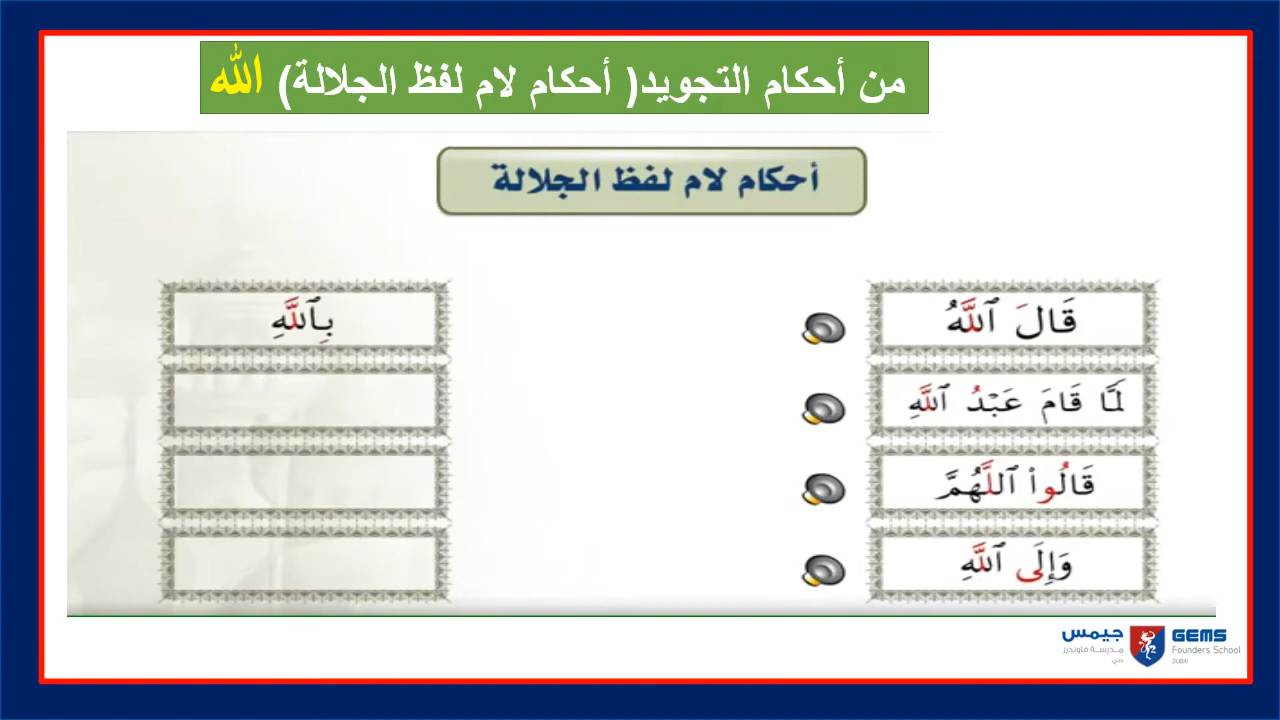 من أحكام التجويد( أحكام لام لفظ الجلالة) الله
أحكام لام لفظ الجلالة
قَالَ ٱللَّهُ
بِٱللَّهِ
لَمَّا قَامَ عَبْدُ ٱللَّهِ
قَالُوا۟ ٱللَّهُمَّ
وَإِلَى ٱللَّهِ
جيمس
مدرسة فاوندرز
دبي
GEMS
Founders School
DUBAI